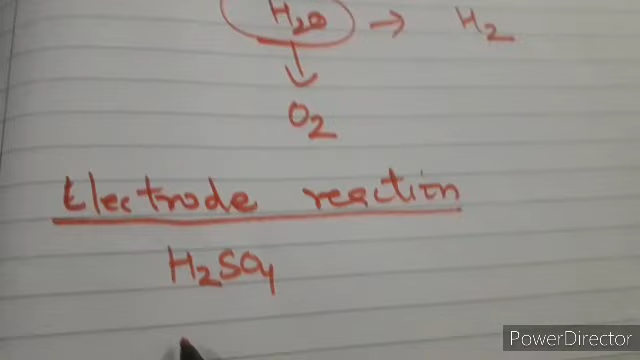 H₂O → H₂
↓
O₂
Electrode reaction
H₂SO₄
PowerDirector